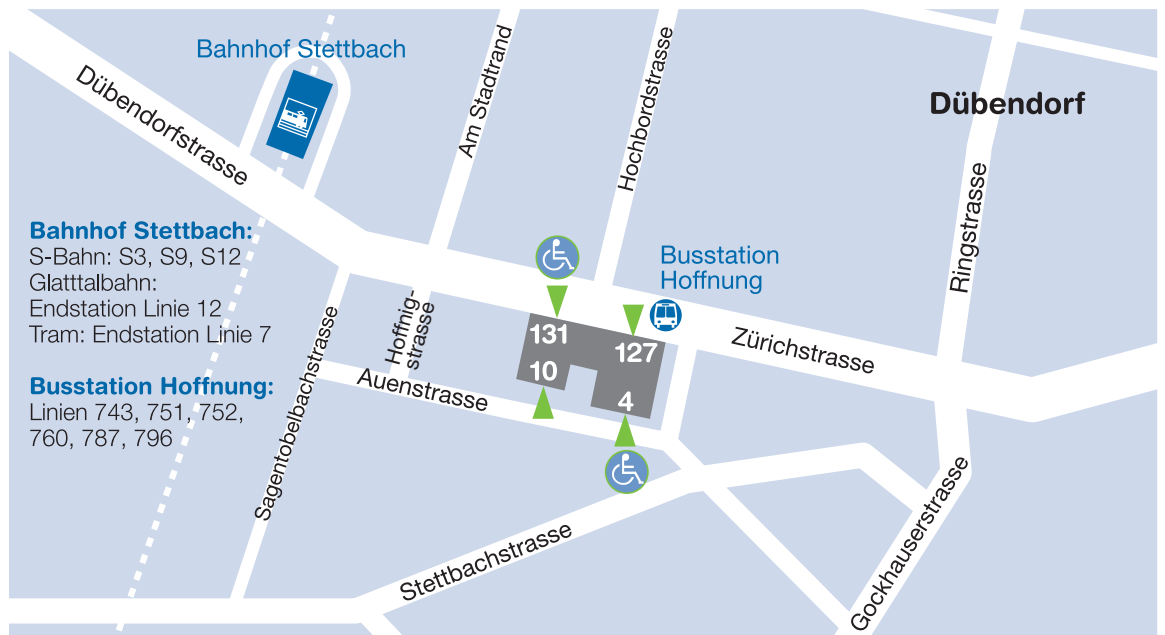 Bahnhof Stettbach
Dübendorfstrasse
Am Stadtrand
Hochbordstrasse
Dübendorf
Ringstrasse
Bahnhof Stettbach:
S-Bahn: S3, S9, S12
Glatttalbahn:
Endstation Linie 12
Tram: Endstation Linie 7
Busstation Hoffnung:
Linien 743, 751, 752,
760, 787, 796
Busstation
Hoffnung
Sagentobelbachstrasse
Hoffnig-
strasse
131
127
10
4
Zürichstrasse
Auenstrasse
Stettbachstrasse
Gockhauserstrasse